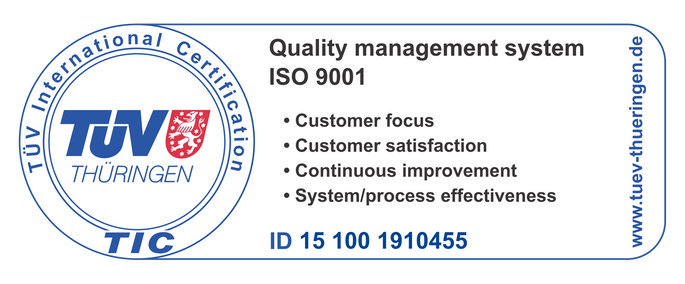 TÜV International Certification
TÜV
THÜRINGEN
TIC
Quality management system
ISO 9001
• Customer focus
• Customer satisfaction
• Continuous improvement
• System/process effectiveness
ID 15 100 1910455
www.tuev-thueringen.de